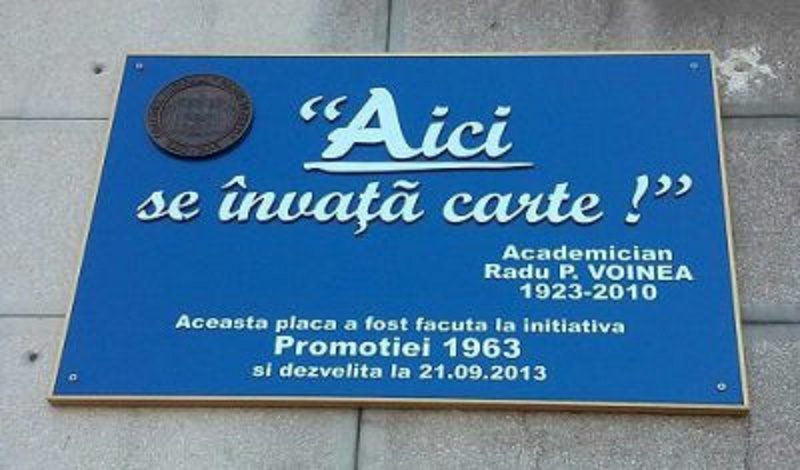 “Aici
se învaţã carte !”
Academician
Radu P. VOINEA
1923-2010
Aceasta placa a fost facuta la initiativa
Promotiei 1963
si dezvelita la 21.09.2013